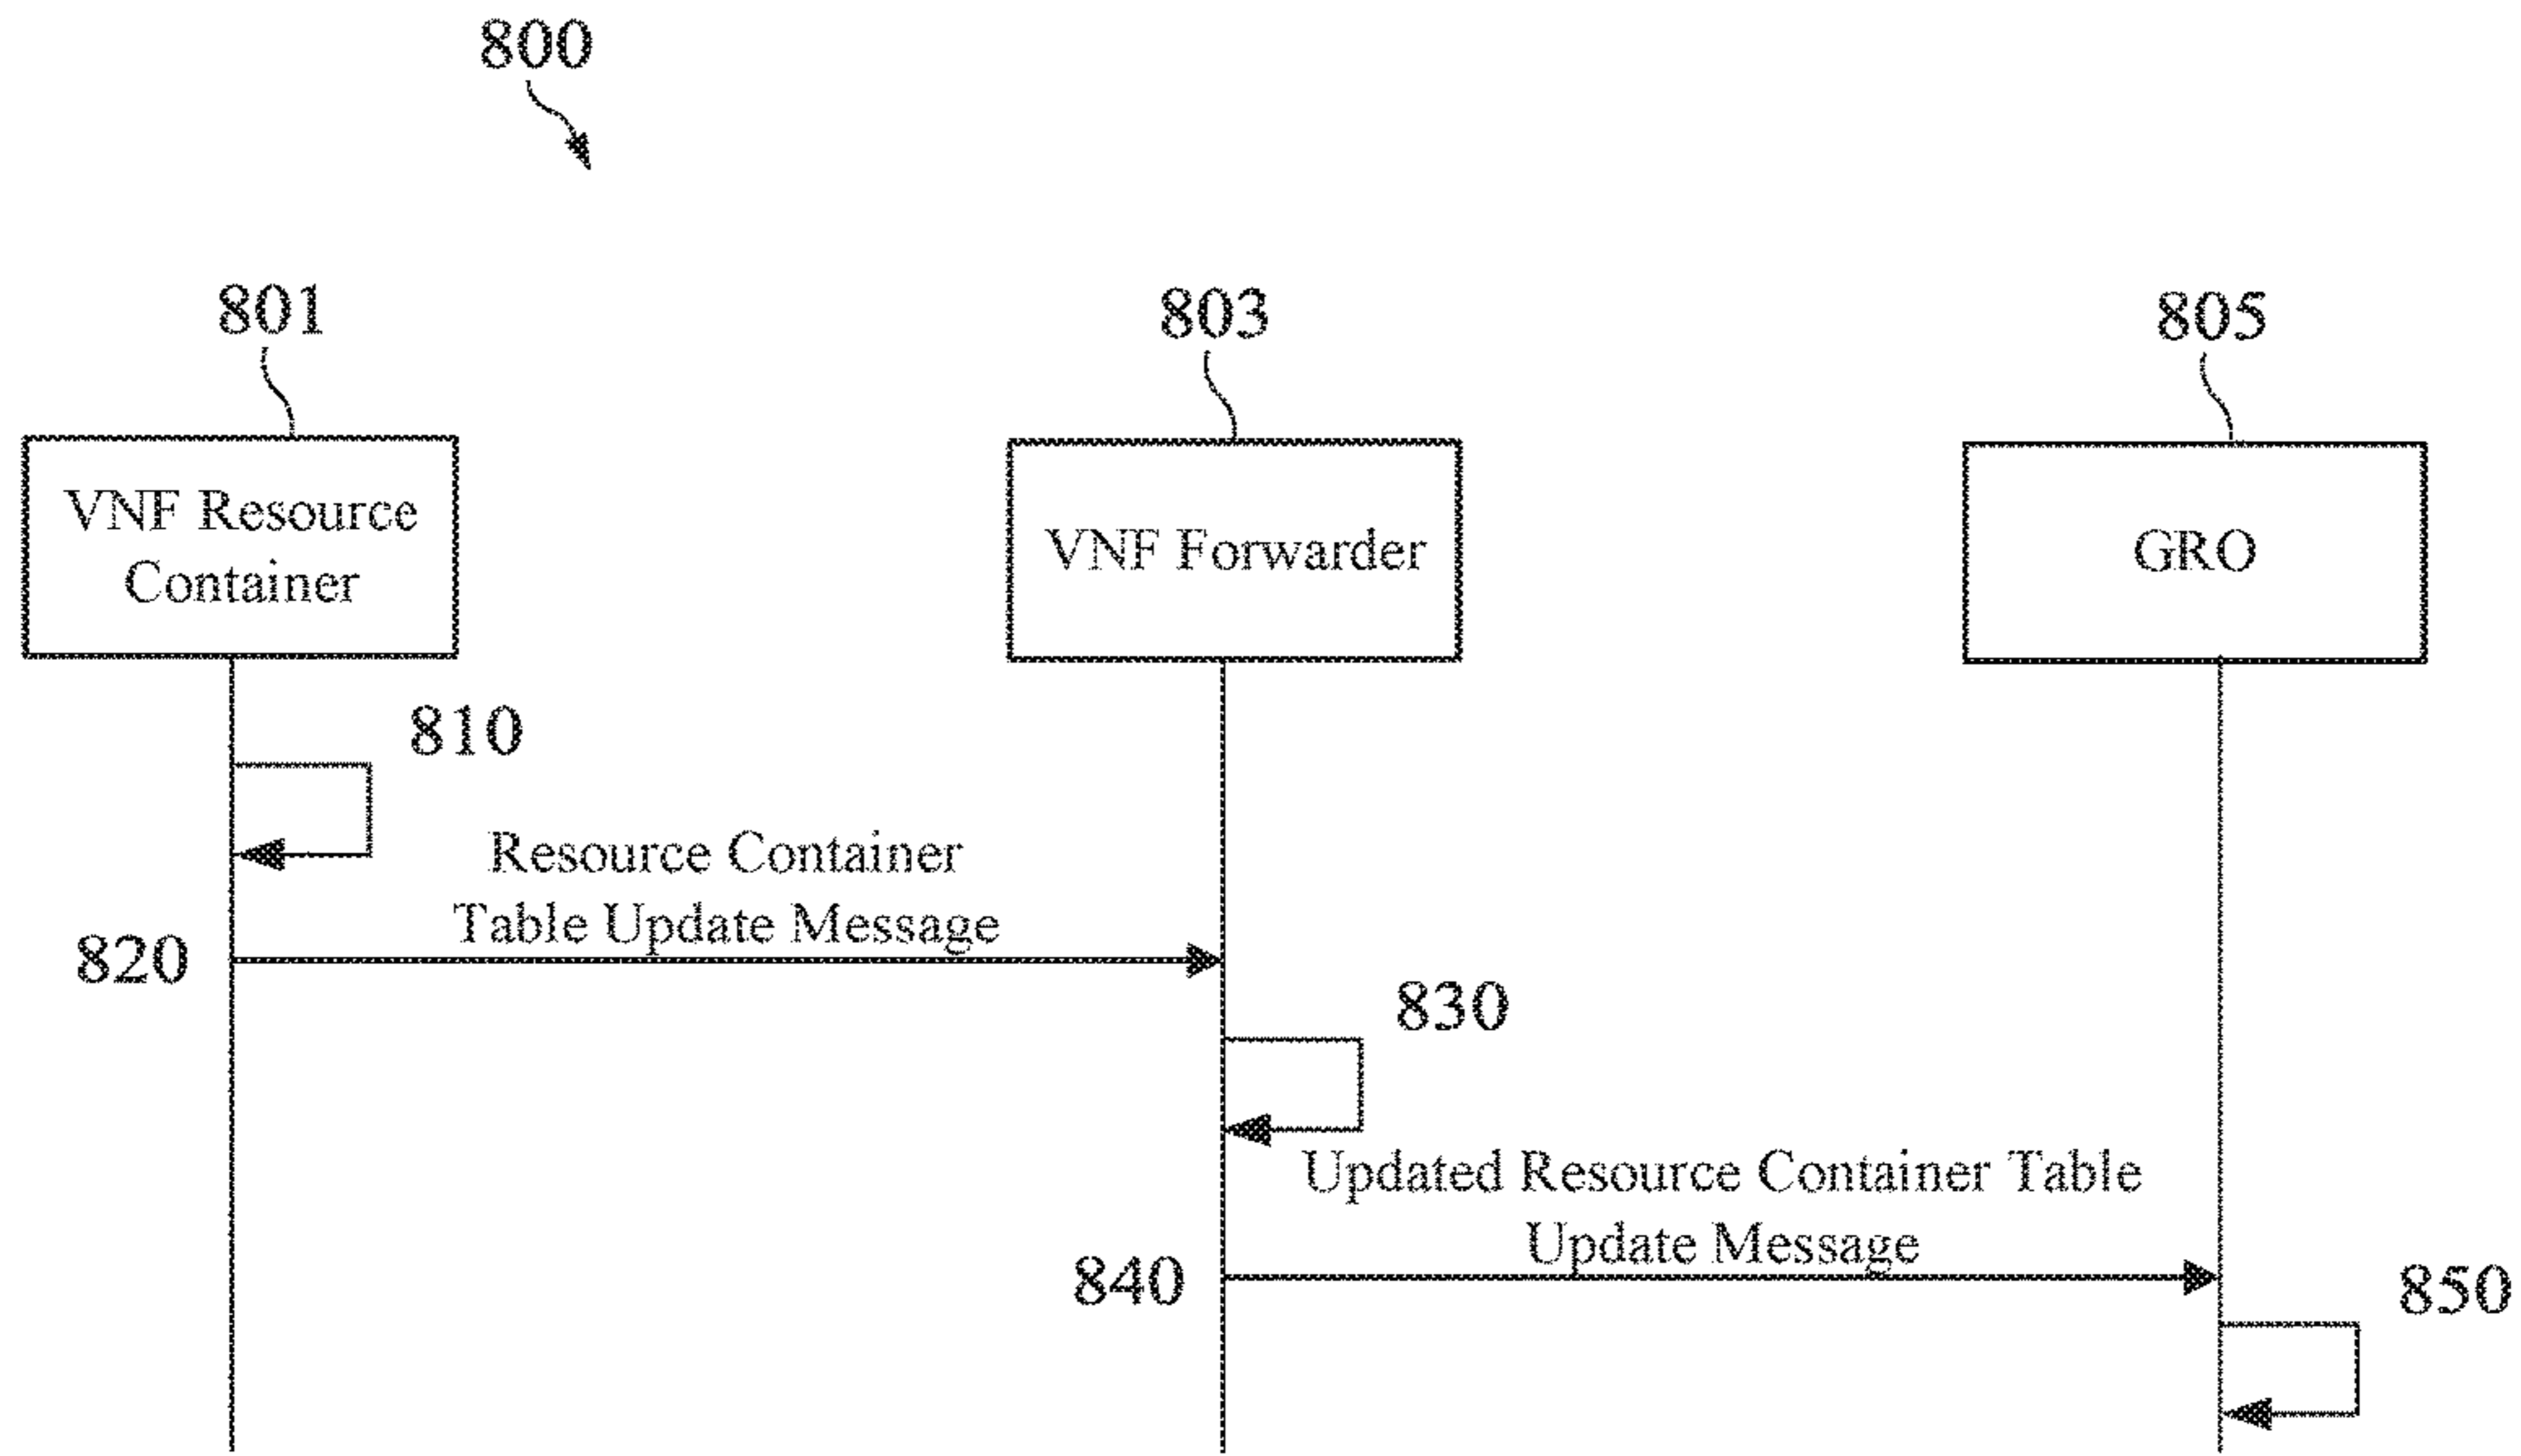 800
801
803
805
VNF Resource
Container
VNF Forwarder
GRO
810
Resource Container
Table Update Message
820
830
Updated Resource Container Table
Update Message
840
850